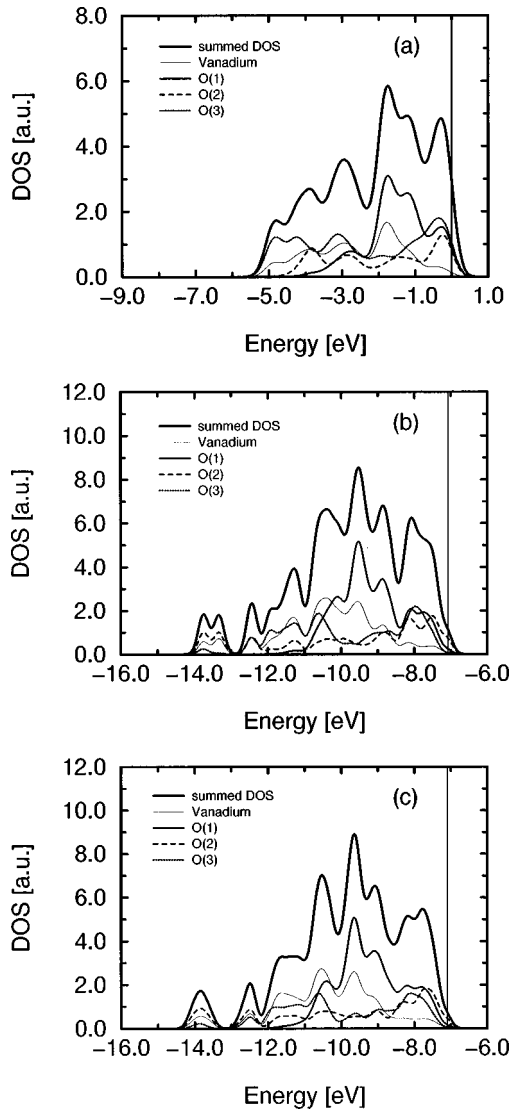 8.0
(a)
summed DOS
Vanadium
O(1)
O(2)
O(3)
6.0
4.0
2.0
0.0
DOS [a.u.]
−9.0 −7.0 −5.0 −3.0 −1.0 1.0
Energy [eV]
12.0
(b)
summed DOS
Vanadium
O(1)
O(2)
O(3)
10.0
8.0
6.0
4.0
2.0
0.0
DOS [a.u.]
−16.0 −14.0 −12.0 −10.0 −8.0 −6.0
Energy [eV]
12.0
(c)
summed DOS
Vanadium
O(1)
O(2)
O(3)
10.0
8.0
6.0
4.0
2.0
0.0
DOS [a.u.]
−16.0 −14.0 −12.0 −10.0 −8.0 −6.0
Energy [eV]